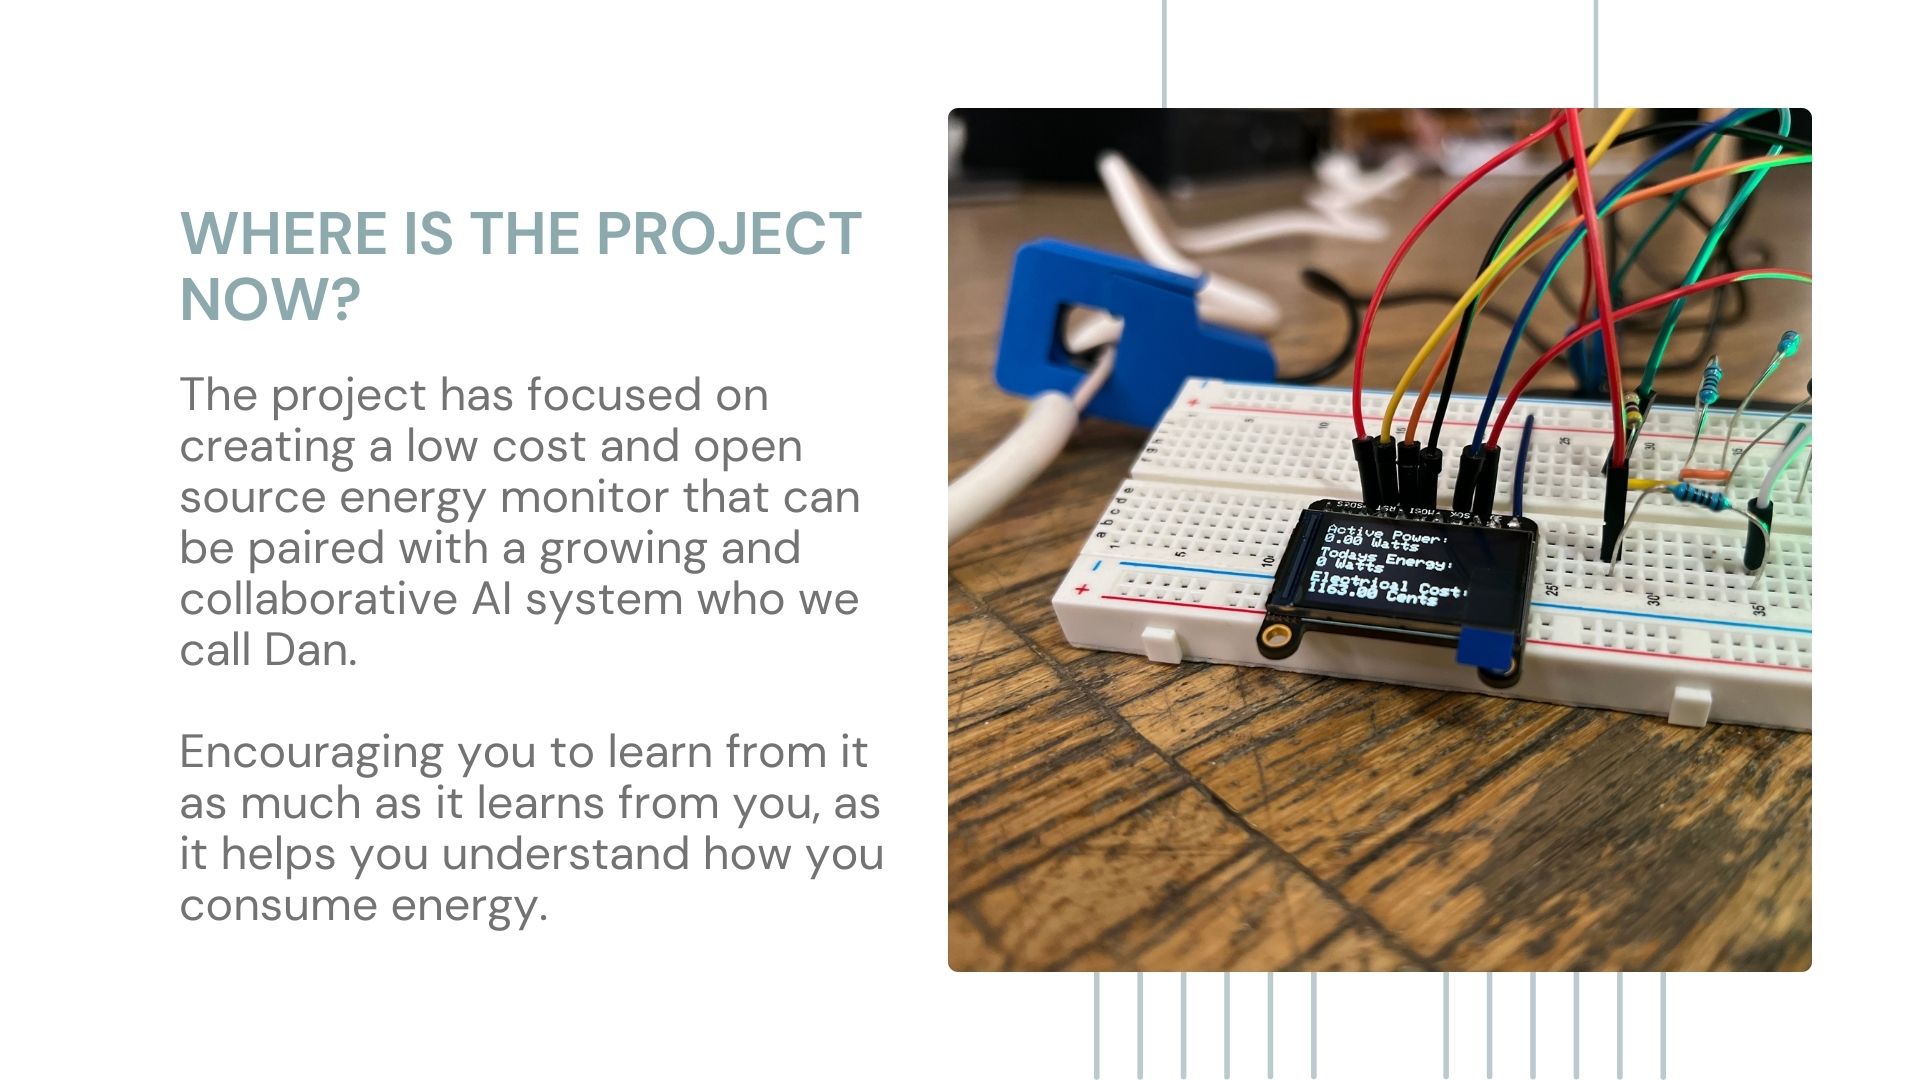 WHERE IS THE PROJECT
NOW?
The project has focused on
creating a low cost and open
source energy monitor that can
be paired with a growing and
collaborative AI system who we
call Dan.
Encouraging you to learn from it
as much as it learns from you, as
it helps you understand how you
consume energy.
Active Power:
0.00 Watts
Todays Energy:
0 Watts
Electrical Cost:
1163.00 Cents